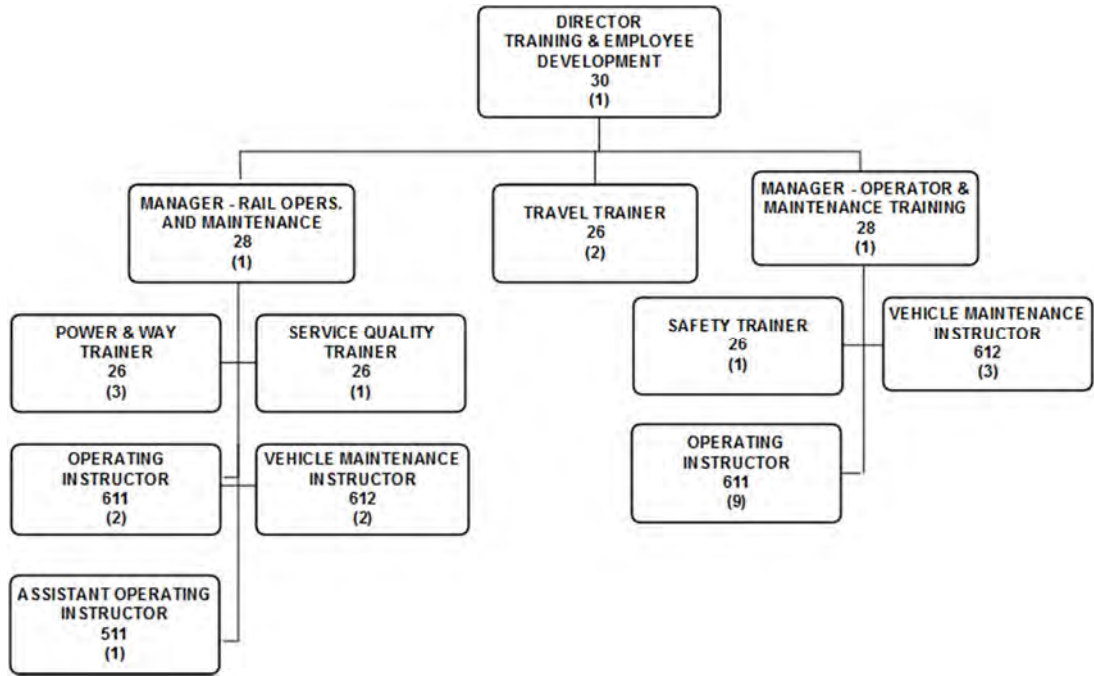 DIRECTOR
TRAINING & EMPLOYEE
DEVELOPMENT
30
(1)
MANAGER - RAIL OPERS.
AND MAINTENANCE
28
(1)
TRAVEL TRAINER
26
(2)
MANAGER - OPERATOR &
MAINTENANCE TRAINING
28
(1)
POWER & WAY
TRAINER
26
(3)
SERVICE QUALITY
TRAINER
26
(1)
SAFETY TRAINER
26
(1)
VEHICLE MAINTENANCE
INSTRUCTOR
612
(3)
OPERATING
INSTRUCTOR
611
(2)
VEHICLE MAINTENANCE
INSTRUCTOR
612
(2)
OPERATING
INSTRUCTOR
611
(9)
ASSISTANT OPERATING
INSTRUCTOR
511
(1)